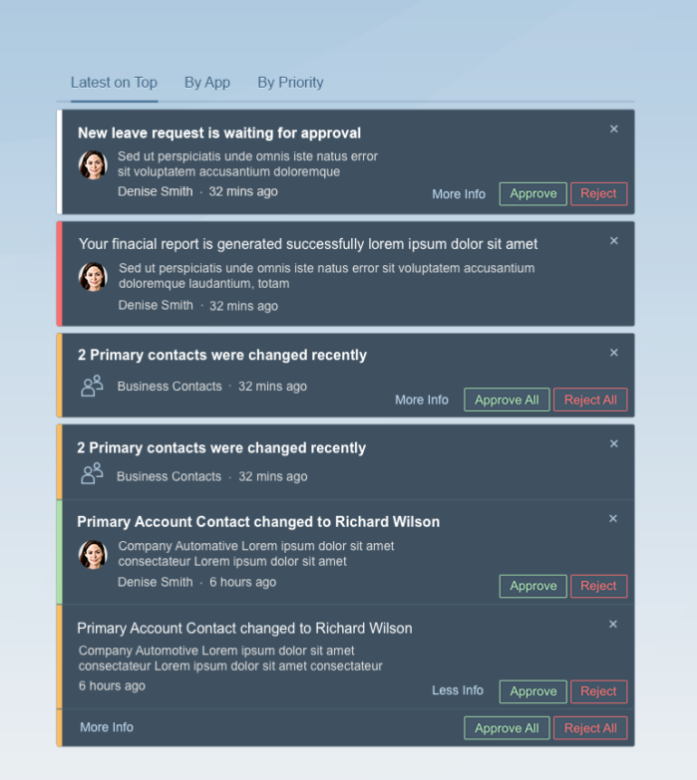 Latest on Top By App By Priority
New leave request is waiting for approval
Sed ut perspiciatis unde omnis iste natus error
sit voluptatem accusantium doloremque
Denise Smith · 32 mins ago
More Info Approve Reject
Your finacial report is generated successfully lorem ipsum dolor sit amet
Sed ut perspiciatis unde omnis iste natus error sit voluptatem accusantium
doloremque laudantium, totam
Denise Smith · 32 mins ago
2 Primary contacts were changed recently
Business Contacts · 32 mins ago
More Info Approve All Reject All
2 Primary contacts were changed recently
Business Contacts · 32 mins ago
Primary Account Contact changed to Richard Wilson
Company Automative Lorem ipsum dolor sit amet
consectateur Lorem ipsum dolor sit amet
Denise Smith · 6 hours ago
Approve Reject
Primary Account Contact changed to Richard Wilson
Company Automotive Lorem ipsum dolor sit amet
consectateur Lorem ipsum dolor sit amet consectateur
6 hours ago
Less Info Approve Reject
More Info Approve All Reject All